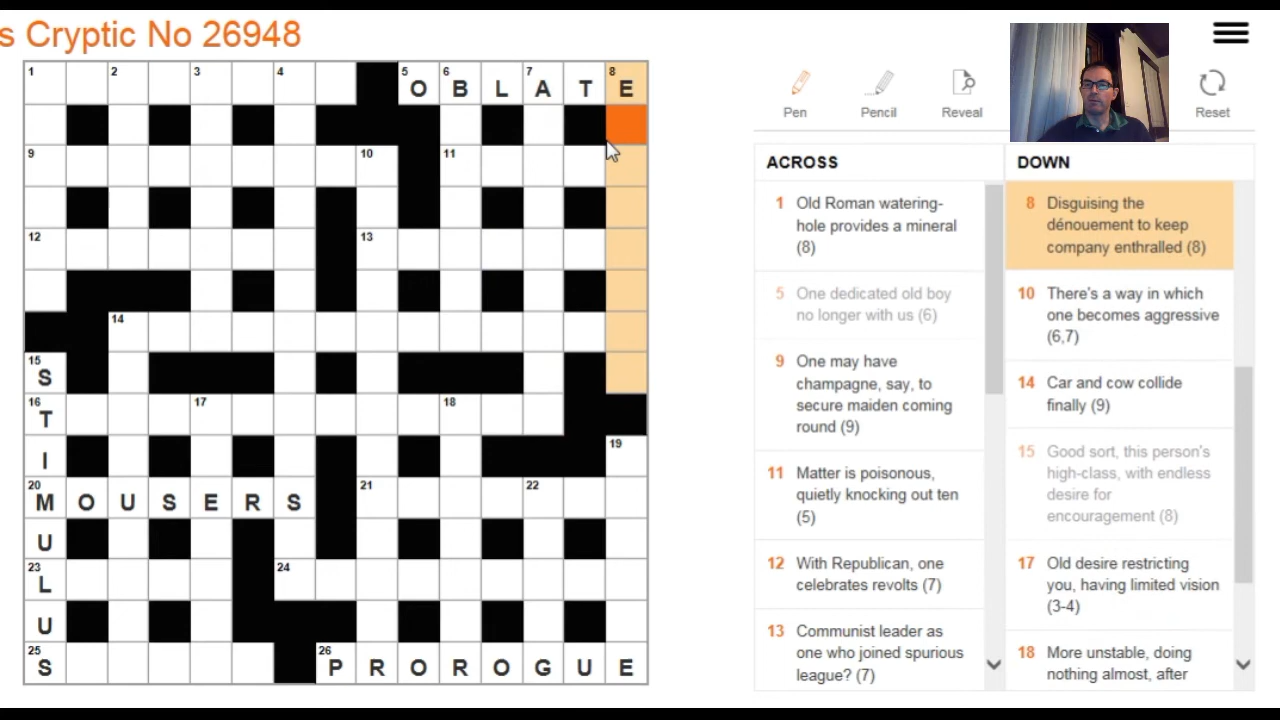 s Cryptic No 26948
1 2 3 4 5 6 7 8
O B L A T E
9 10 11
12 13
14
15
S
16 17 18
T
19
I
20 21 22
M O U S E R S
U
23 24
L
U
25 26
S P R O R O G U E
Pen
Pencil
Reveal
Reset
ACROSS
1 Old Roman watering-
hole provides a mineral
(8)
5 One dedicated old boy
no longer with us (6)
9 One may have
champagne, say, to
secure maiden coming
round (9)
11 Matter is poisonous,
quietly knocking out ten
(5)
12 With Republican, one
celebrates revolts (7)
13 Communist leader as
one who joined spurious
league? (7)
DOWN
8 Disguising the
dénouement to keep
company enthralled (8)
10 There's a way in which
one becomes aggressive
(6,7)
14 Car and cow collide
finally (9)
15 Good sort, this person's
high-class, with endless
desire for
encouragement (8)
17 Old desire restricting
you, having limited vision
(3-4)
18 More unstable, doing
nothing almost, after